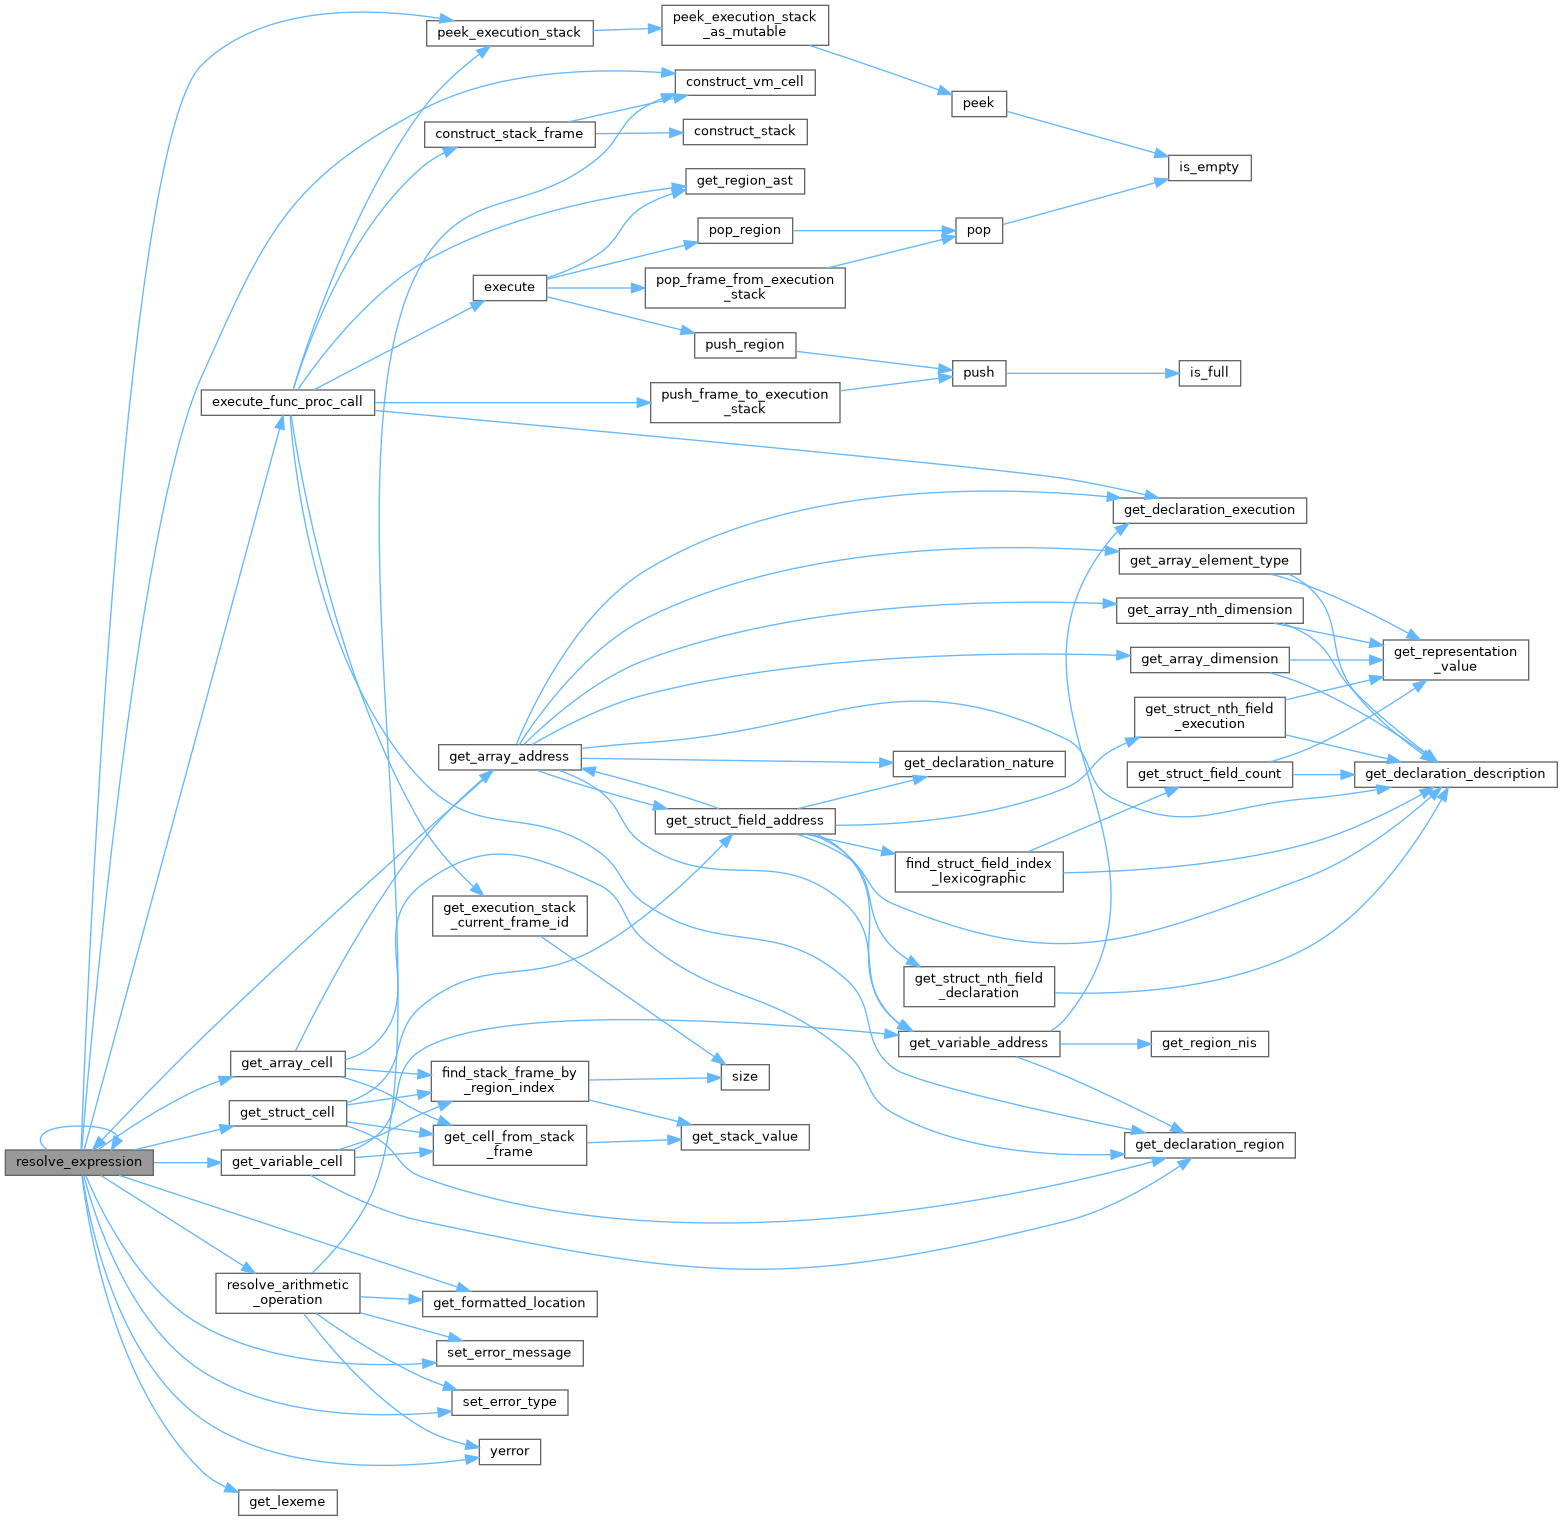 peek_execution_stack
peek_execution_stack
_as_mutable
construct_vm_cell
peek
construct_stack_frame
construct_stack
is_empty
get_region_ast
pop_region
pop
execute
pop_frame_from_execution
_stack
push_region
push
is_full
execute_func_proc_call
push_frame_to_execution
_stack
get_declaration_execution
get_array_element_type
get_array_nth_dimension
get_representation
_value
get_array_dimension
get_struct_nth_field
_execution
get_array_address
get_declaration_nature
get_struct_field_count
get_declaration_description
get_struct_field_address
find_struct_field_index
_lexicographic
get_execution_stack
_current_frame_id
get_struct_nth_field
_declaration
get_variable_address
get_region_nis
get_array_cell
find_stack_frame_by
_region_index
size
get_struct_cell
get_cell_from_stack
_frame
get_stack_value
get_declaration_region
resolve_expression
get_variable_cell
resolve_arithmetic
_operation
get_formatted_location
set_error_message
set_error_type
yerror
get_lexeme